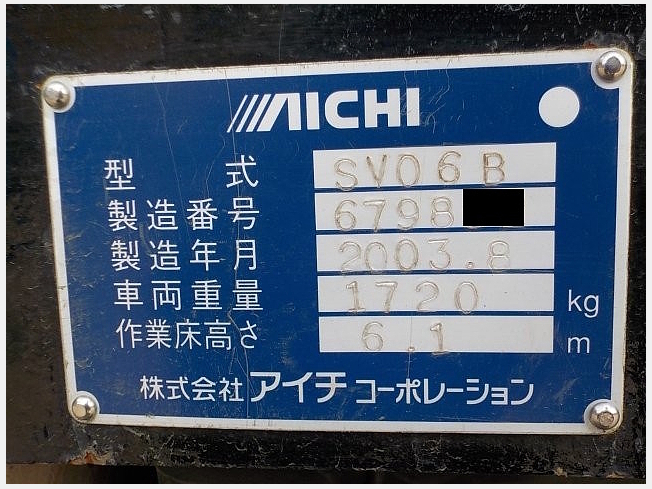 AICHI
型式 SV06B
製造番号 6798
製造年月 2003.8
車両重量 1720 kg
作業床高さ 6.1 m
株式会社アイチコーポレーション